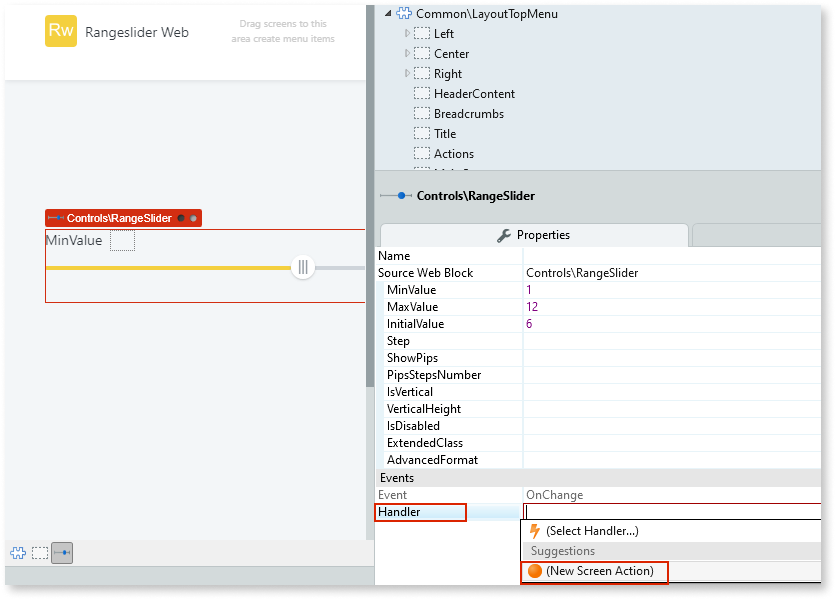 Rw
Rangeslider Web
Drag screens to this
area create menu items
Controls\RangeSlider
MinValue
Common\LayoutTopMenu
Left
Center
Right
HeaderContent
Breadcrumbs
Title
Actions
Controls\RangeSlider
Properties
Name
Source Web Block Controls\RangeSlider
MinValue 1
MaxValue 12
InitialValue 6
Step
ShowPips
PipsStepsNumber
IsVertical
VerticalHeight
IsDisabled
ExtendedClass
AdvancedFormat
Events
Event OnChange
Handler
(Select Handler...)
Suggestions
(New Screen Action)